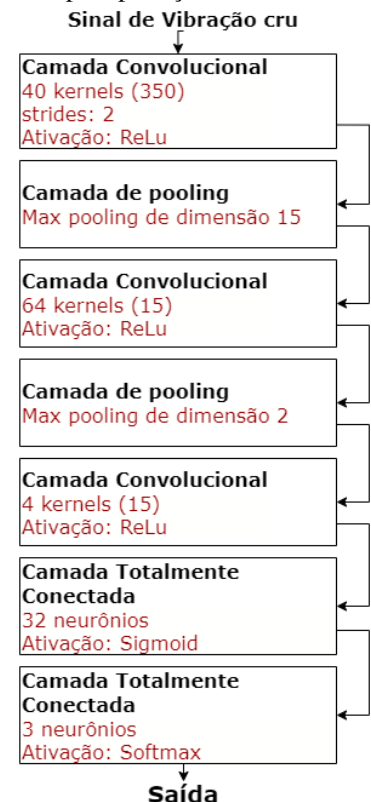 Sinal de Vibração cru
Camada Convolucional
40 kernels (350)
strides: 2
Ativação: ReLu
Camada de pooling
Max pooling de dimensão 15
Camada Convolucional
64 kernels (15)
Ativação: ReLu
Camada de pooling
Max pooling de dimensão 2
Camada Convolucional
4 kernels (15)
Ativação: ReLu
Camada Totalmente
Conectada
32 neurônios
Ativação: Sigmoid
Camada Totalmente
Conectada
3 neurônios
Ativação: Softmax
Saída